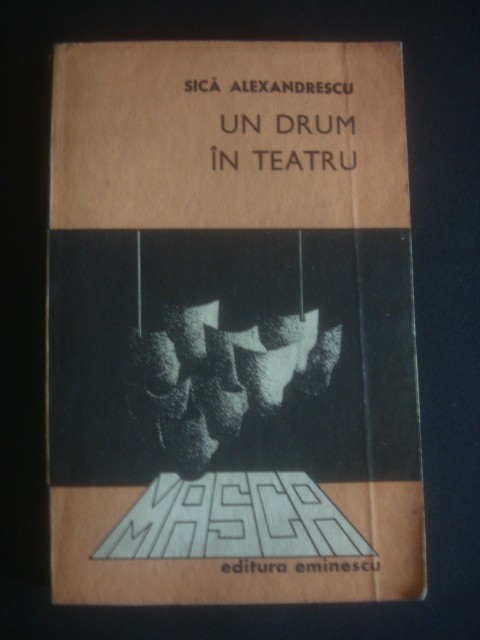 SICĂ ALEXANDRESCU
UN DRUM
ÎN TEATRU
MASCA
editura eminescu